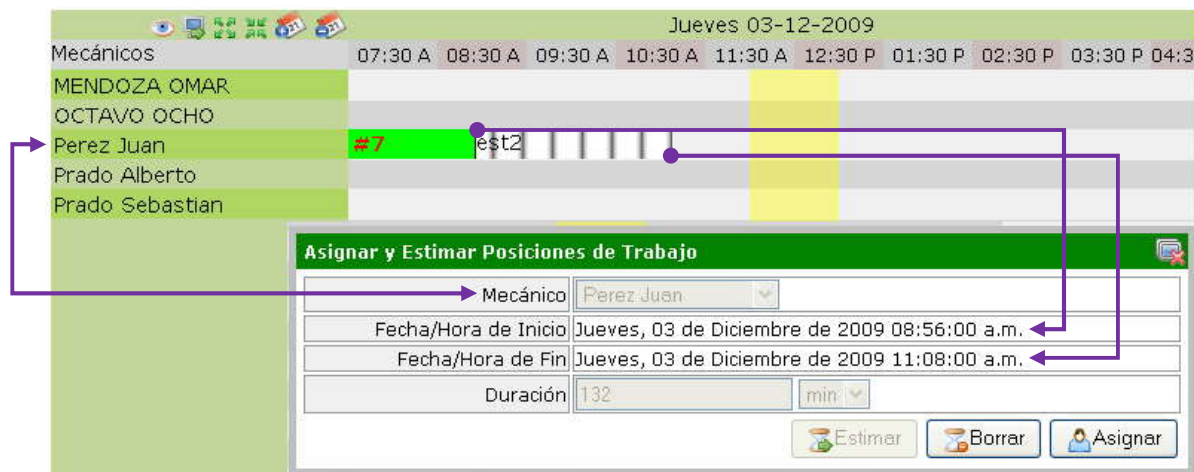 Jueves 03-12-2009
Mecánicos 07:30 A 08:30 A 09:30 A 10:30 A 11:30 A 12:30 P 01:30 P 02:30 P 03:30 P 04:3
MENDOZA OMAR
OCTAVO OCHO
Perez Juan #7 est2
Prado Alberto
Prado Sebastian
Asignar y Estimar Posiciones de Trabajo
Mecánico Perez Juan
Fecha/Hora de Inicio Jueves, 03 de Diciembre de 2009 08:56:00 a.m.
Fecha/Hora de Fin Jueves, 03 de Diciembre de 2009 11:08:00 a.m.
Duración 132 min
Estimar Borrar Asignar